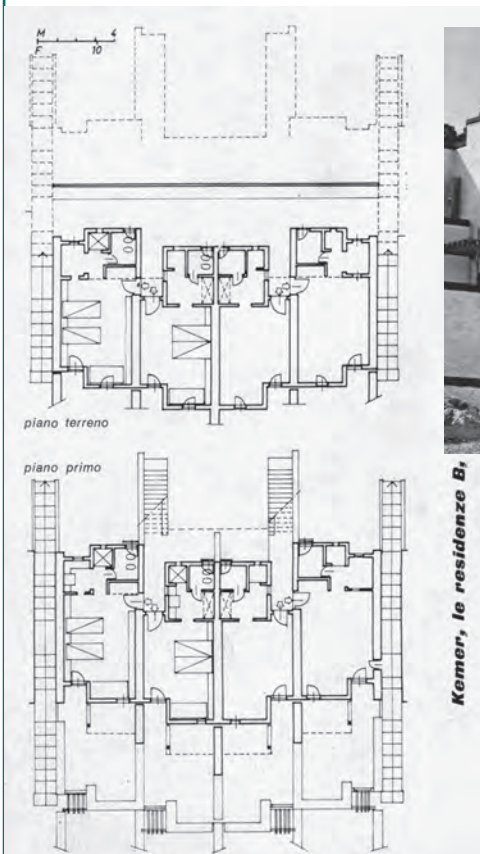 M 4
F 10
piano terreno
piano primo
Kemer, le residenze B,